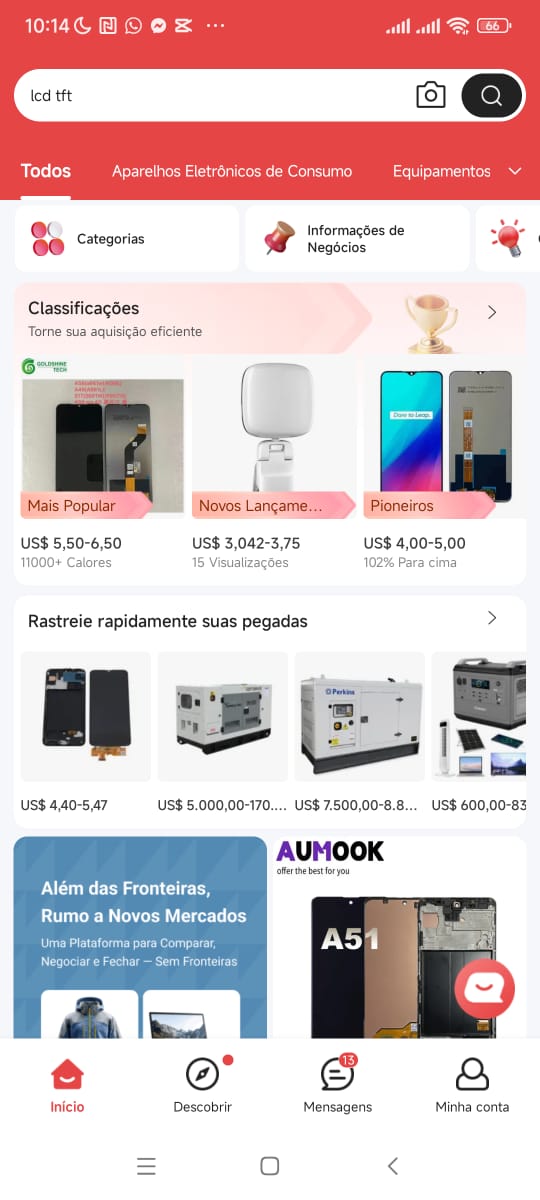 10:14
66
lcd tft
Todos
Aparelhos Eletrônicos de Consumo
Equipamentos
Categorias
Informações de
Negócios
Classificações
Torne sua aquisição eficiente
GOLDSHINE
TECH
Dare to Leap.
Mais Popular
Novos Lançame...
Pioneiros
US$ 5,50-6,50
US$ 3,042-3,75
US$ 4,00-5,00
11000+ Calores
15 Visualizações
102% Para cima
Rastreie rapidamente suas pegadas
Perkins
US$ 4,40-5,47
US$ 5.000,00-170....
US$ 7.500,00-8.8...
US$ 600,00-83
Além das Fronteiras,
Rumo a Novos Mercados
Uma Plataforma para Comparar,
Negociar e Fechar — Sem Fronteiras
AUMOOK
offer the best for you
A51
13
Início
Descobrir
Mensagens
Minha conta